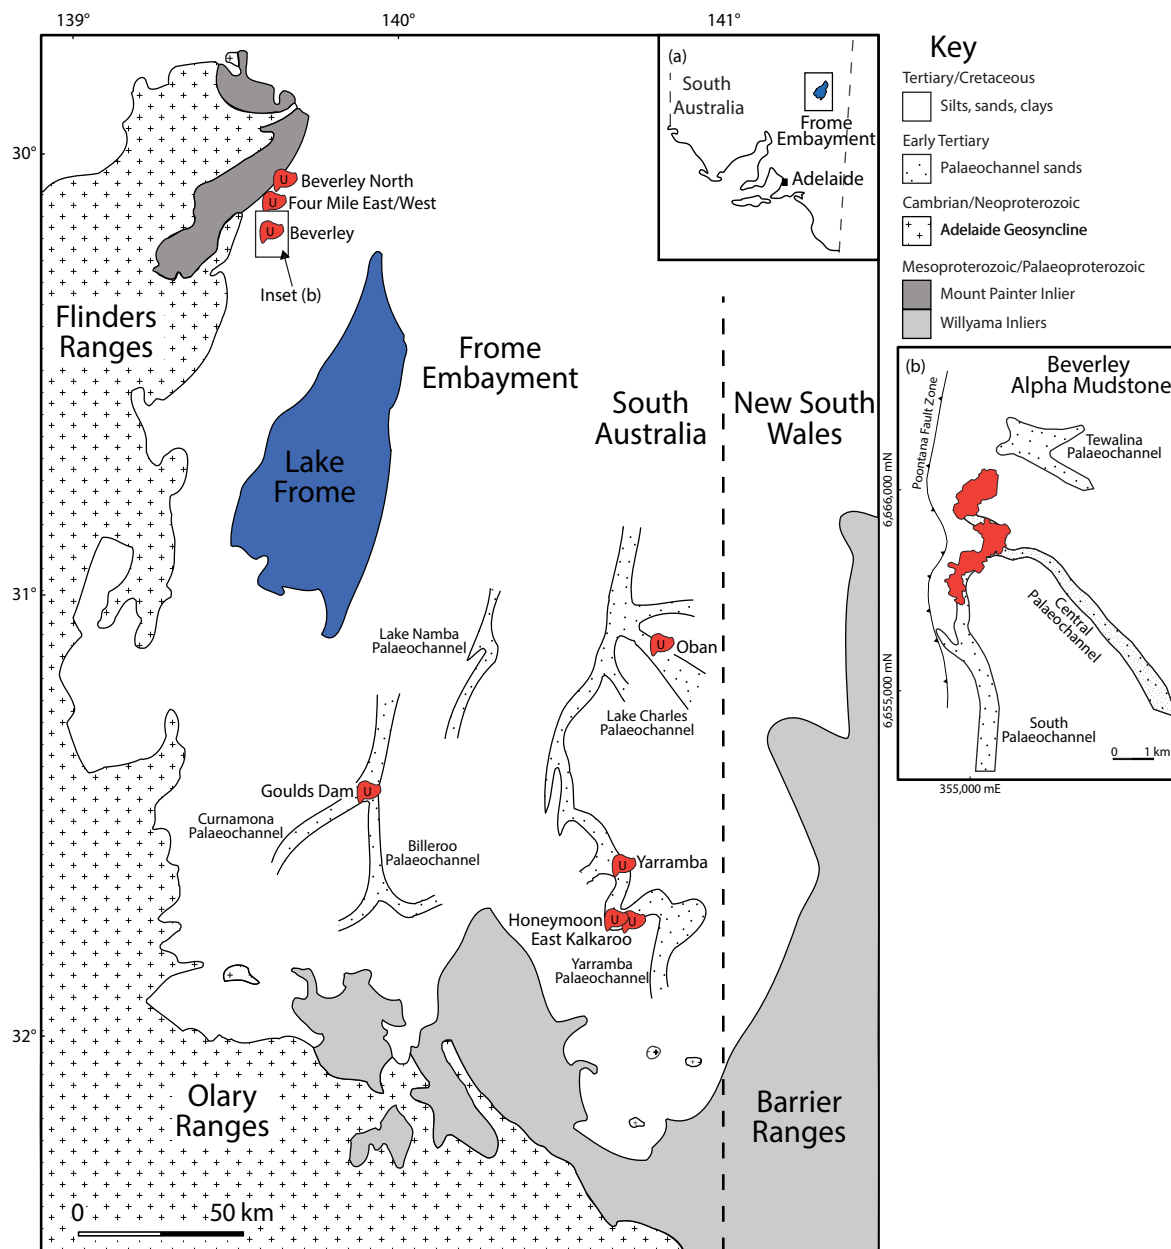 139°
140°
141°
30°
31°
32°
Beverley North
Four Mile East/West
Beverley
U
U
U
Inset (b)
Flinders
Ranges
Frome
Embayment
Lake
Frome
South
Australia
New South
Wales
Lake Namba
Palaeochannel
U
Oban
Lake Charles
Palaeochannel
Goulds Dam
U
Curnamona
Palaeochannel
Billeroo
Palaeochannel
U
Yarramba
Honeymoon
U
U
East Kalkaroo
Yarramba
Palaeochannel
Olary
Ranges
Barrier
Ranges
0
50 km
(a)
South
Australia
Frome
Embayment
Adelaide
Key
Tertiary/Cretaceous
Silts, sands, clays
Early Tertiary
Palaeochannel sands
Cambrian/Neoproterozoic
Adelaide Geosyncline
Mesoproterozoic/Palaeoproterozoic
Mount Painter Inlier
Willyama Inliers
(b)
Beverley
Alpha Mudstone
Poontana Fault Zone
Tewalina
Palaeochannel
6,666,000 mN
Central
Palaeochannel
6,655,000 mN
South
Palaeochannel
0 1 km
355,000 mE